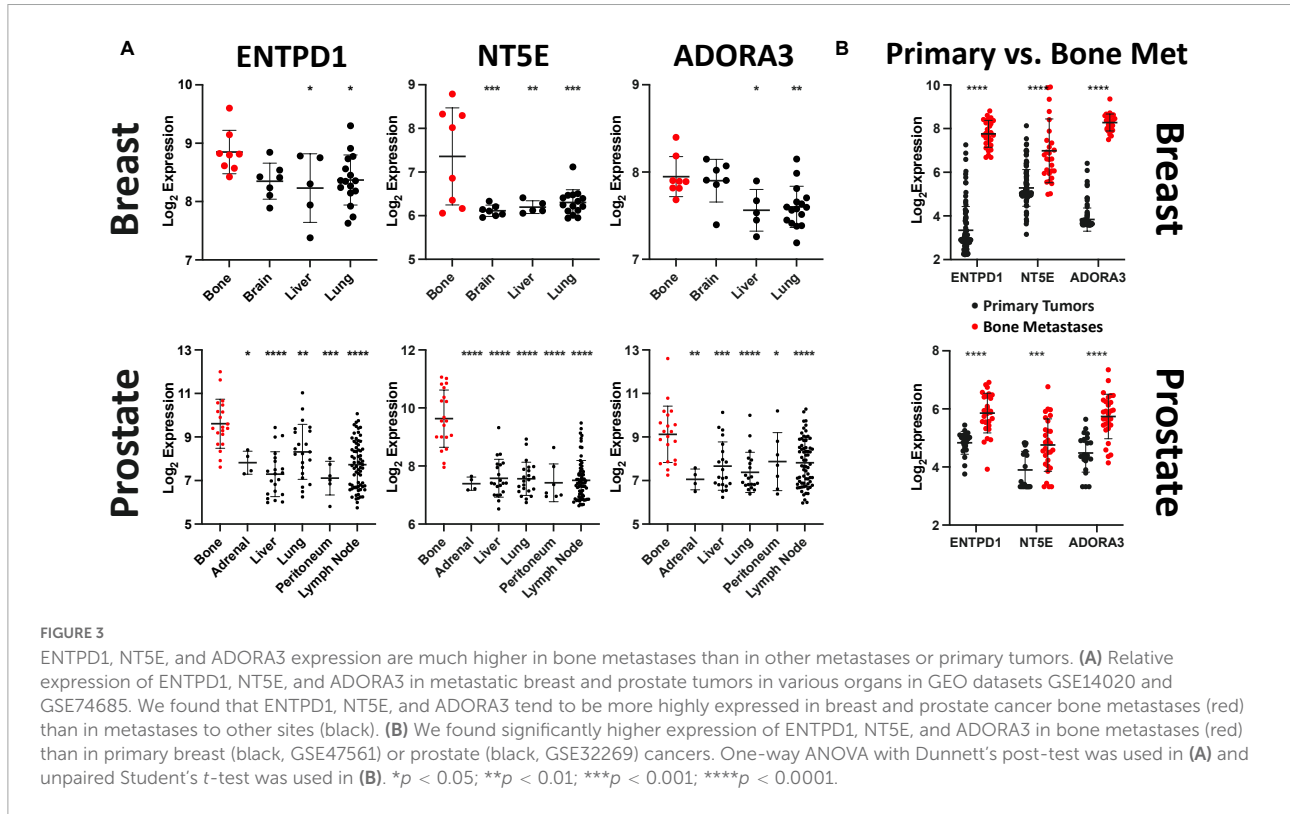 A
ENTPD1
NT5E
ADORA3
B
Primary vs. Bone Met
Breast
Log2 Expression
10
9
8
7
*
*
Bone
Brain
Liver
Lung
9
8
7
6
5
***
**
***
Bone
Brain
Liver
Lung
Log2 Expression
9
8
7
*
**
Bone
Brain
Liver
Lung
Log2Expression
10
8
6
4
2
****
****
****
ENTPD1
NT5E
ADORA3
Breast
Primary Tumors
Bone Metastases
Prostate
Log2 Expression
13
11
9
7
5
*
****
**
***
****
Bone
Adrenal
Liver
Lung
Peritoneum
Lymph Node
Log2 Expression
12
10
8
6
****
****
****
****
****
Bone
Adrenal
Liver
Lung
Peritoneum
Lymph Node
Log2 Expression
13
11
9
7
5
**
***
****
*
****
Bone
Adrenal
Liver
Lung
Peritoneum
Lymph Node
Log2Expression
8
6
4
2
****
***
****
ENTPD1
NT5E
ADORA3
Prostate
FIGURE 3
ENTPD1, NT5E, and ADORA3 expression are much higher in bone metastases than in other metastases or primary tumors. (A) Relative
expression of ENTPD1, NT5E, and ADORA3 in metastatic breast and prostate tumors in various organs in GEO datasets GSE14020 and
GSE74685. We found that ENTPD1, NT5E, and ADORA3 tend to be more highly expressed in breast and prostate cancer bone metastases (red)
than in metastases to other sites (black). (B) We found significantly higher expression of ENTPD1, NT5E, and ADORA3 in bone metastases (red)
than in primary breast (black, GSE47561) or prostate (black, GSE32269) cancers. One-way ANOVA with Dunnett's post-test was used in (A) and
unpaired Student's t-test was used in (B). *p < 0.05; **p < 0.01; ***p < 0.001; ****p < 0.0001.